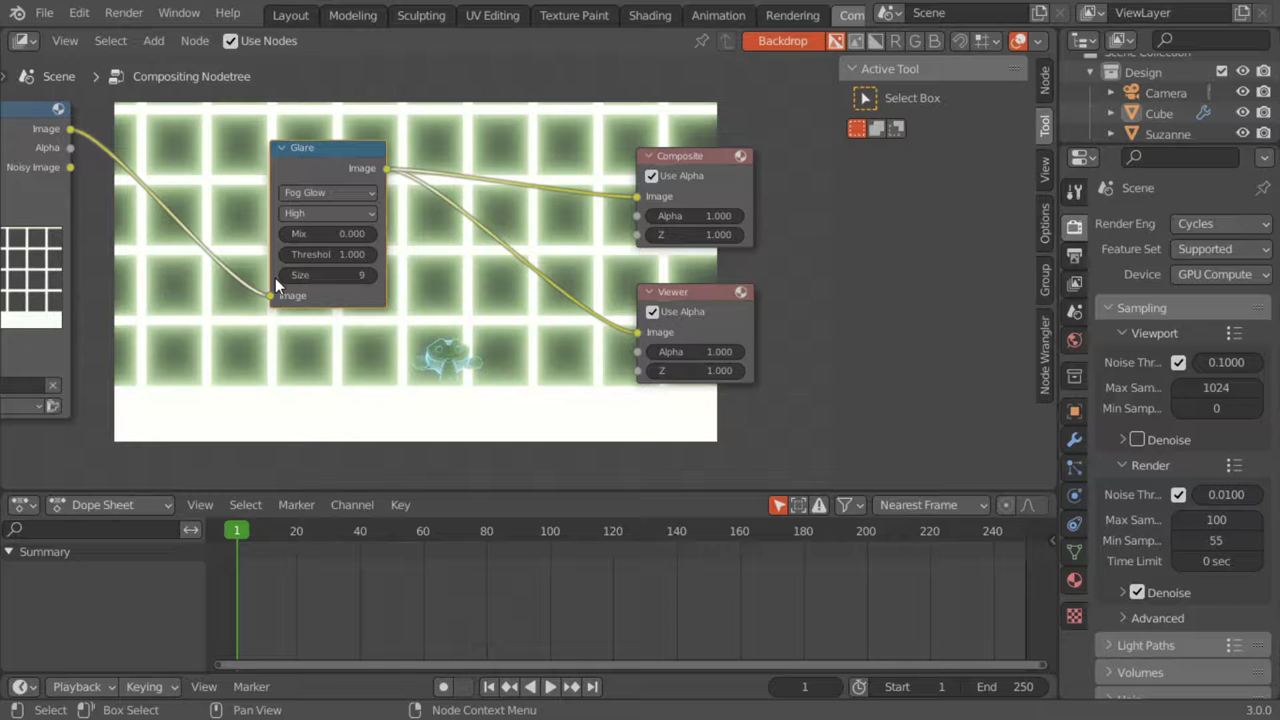 File Edit Render Window Help Layout Modeling Sculpting UV Editing Texture Paint Shading Animation Rendering Com Scene ViewLayer
View Select Add Node Use Nodes Backdrop R G B
Scene > Compositing Nodetree
Active Tool
Select Box
Node
Tool
View
Options
Group
Node Wrangler
Image
Alpha
Noisy Image
Glare
Image
Fog Glow
High
Mix 0.000
Threshol 1.000
Size 9
Image
Composite
Use Alpha
Image
Alpha 1.000
Z 1.000
Viewer
Use Alpha
Image
Alpha 1.000
Z 1.000
Scene Collection
Design
Camera
Cube
Suzanne
Scene
Render Eng Cycles
Feature Set Supported
Device GPU Compute
Sampling
Viewport
Noise Thr... 0.1000
Max Sam... 1024
Min Samp... 0
Denoise
Render
Noise Thr... 0.0100
Max Sam... 100
Min Samp... 55
Time Limit 0 sec
Denoise
Advanced
Light Paths
Volumes
Dope Sheet View Select Marker Channel Key Nearest Frame
1 20 40 60 80 100 120 140 160 180 200 220 240
Summary
Playback Keying View Marker 1 Start 1 End 250
Select Box Select Pan View Node Context Menu 3.0.0